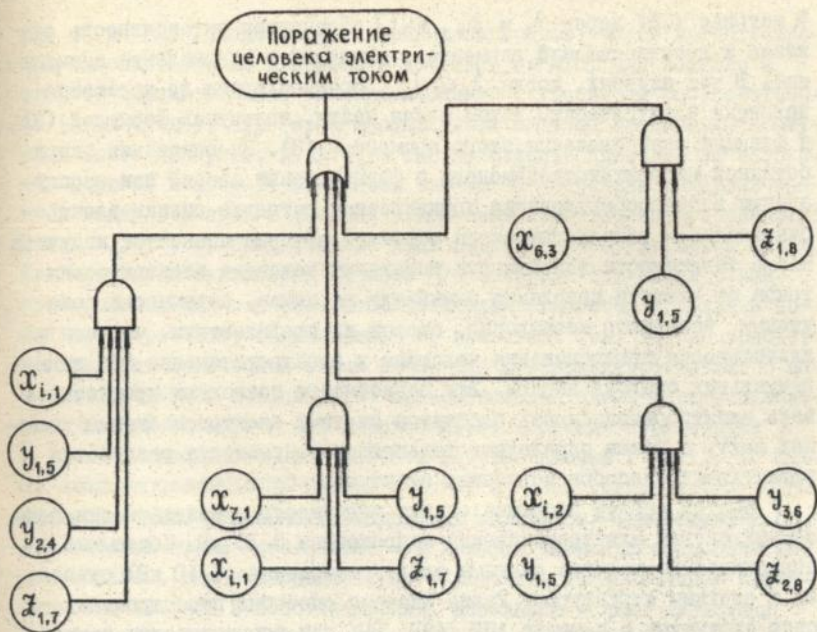 Поражение
человека электри-
ческим током
x6,3
z1,8
y1,5
xi,1
y1,5
y2,4
z1,7
x7,1
y1,5
xi,1
z1,7
xi,2
y3,6
y1,5
z2,8